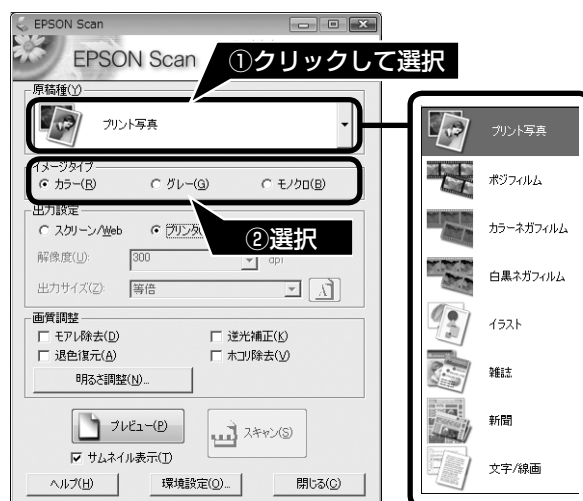 EPSON Scan
EPSON Scan
①クリックして選択
原稿種(Y)
プリント写真
イメージタイプ
カラー(R) グレー(G) モノクロ(B)
出力設定
スクリーン/Web
②選択
解像度(U): 300 dpi
出力サイズ(Z): 等倍
画質調整
モアレ除去(D) 逆光補正(K)
退色復元(A) ホコリ除去(V)
明るさ調整(N)...
プレビュー(P) スキャン(S)
サムネイル表示(T)
ヘルプ(H) 環境設定(O)... 閉じる(C)
プリント写真
ポジフィルム
カラーネガフィルム
白黒ネガフィルム
イラスト
雑誌
新聞
文字/線画